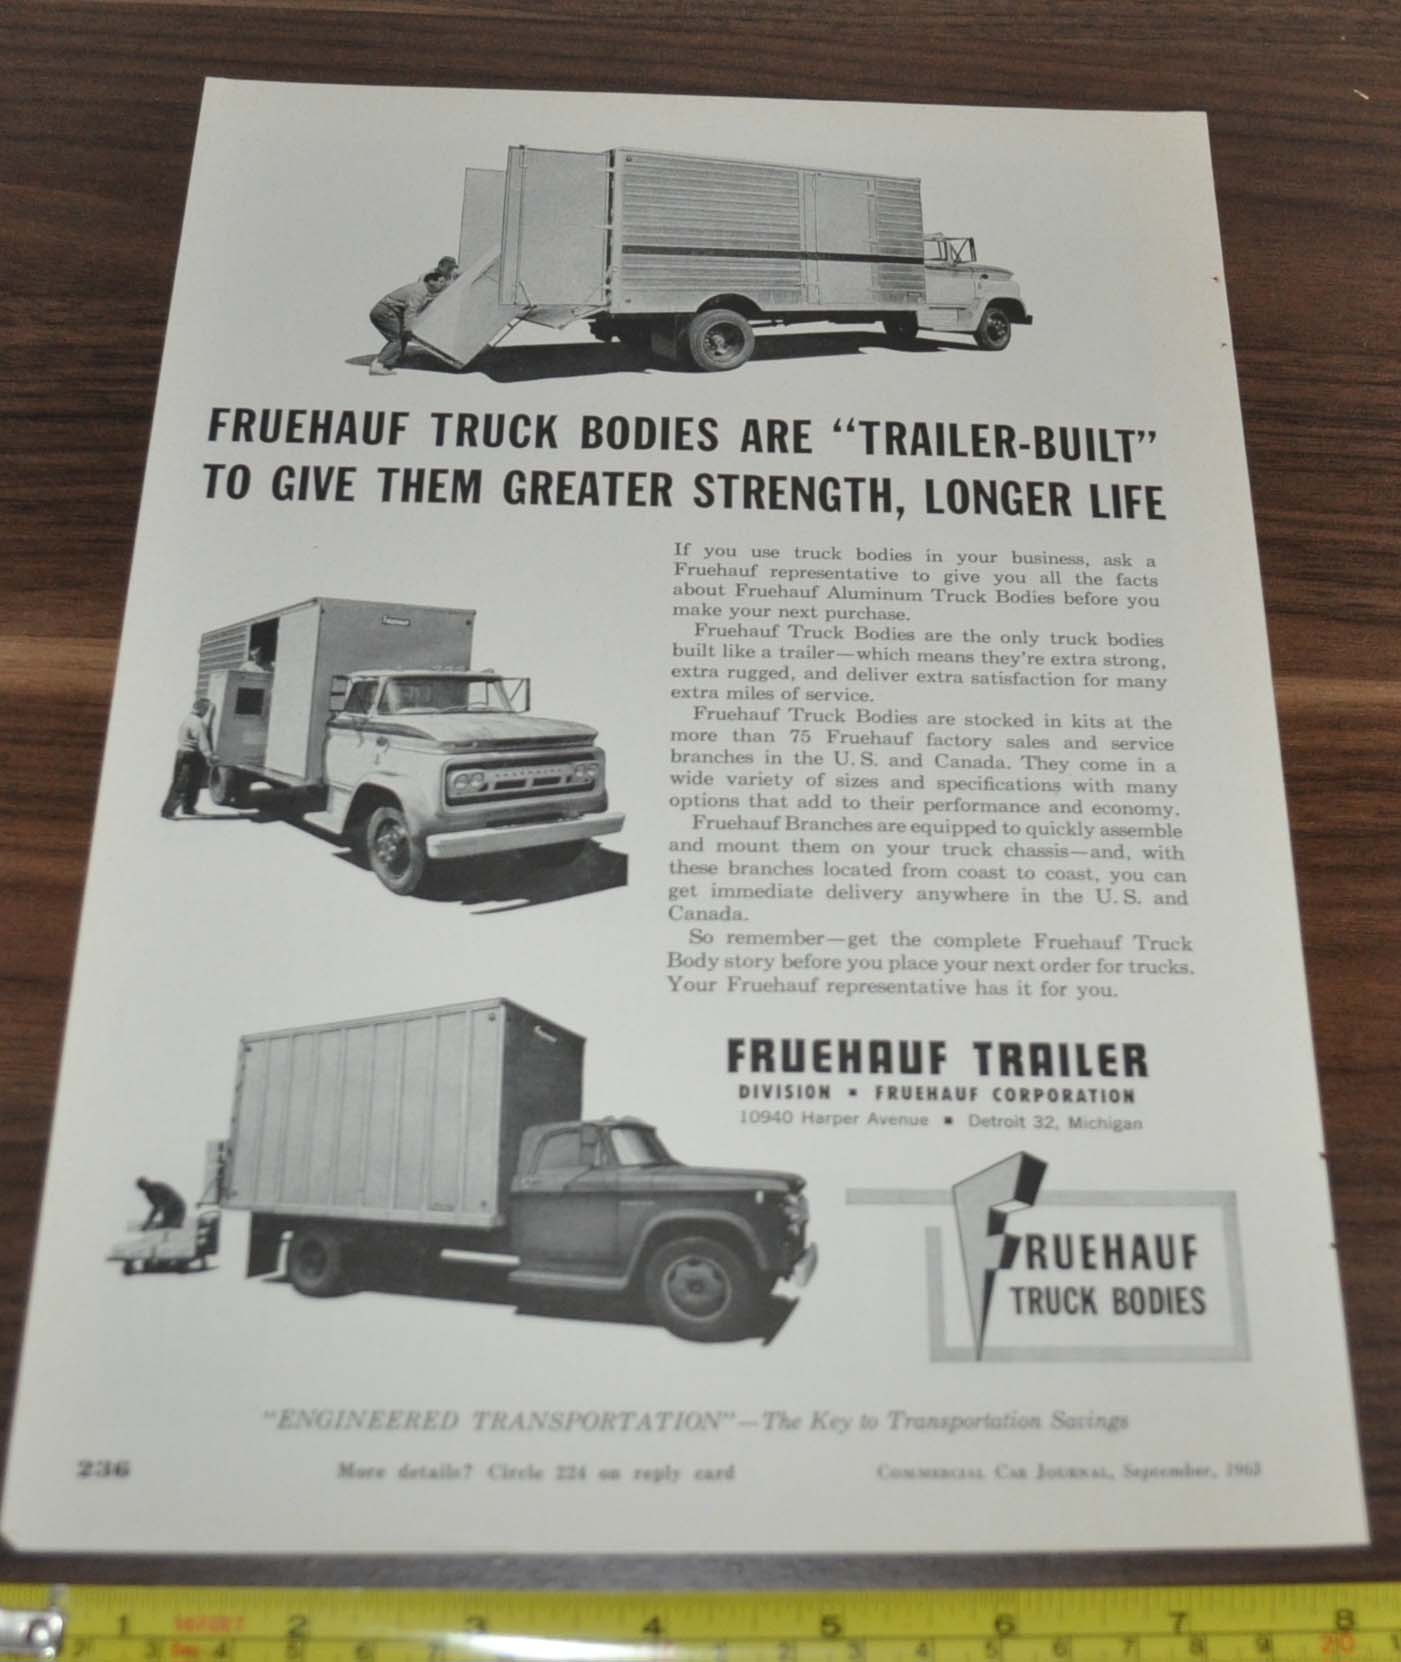 FRUEHAUF TRUCK BODIES ARE “TRAILER-BUILT”
TO GIVE THEM GREATER STRENGTH, LONGER LIFE
If you use truck bodies in your business, ask a
Fruehauf representative to give you all the facts
about Fruehauf Aluminum Truck Bodies before you
make your next purchase.
Fruehauf Truck Bodies are the only truck bodies
built like a trailer—which means they're extra strong,
extra rugged, and deliver extra satisfaction for many
extra miles of service.
Fruehauf Truck Bodies are stocked in kits at the
more than 75 Fruehauf factory sales and service
branches in the U. S. and Canada. They come in a
wide variety of sizes and specifications with many
options that add to their performance and economy.
Fruehauf Branches are equipped to quickly assemble
and mount them on your truck chassis—and, with
these branches located from coast to coast, you can
get immediate delivery anywhere in the U. S. and
Canada.
So remember—get the complete Fruehauf Truck
Body story before you place your next order for trucks.
Your Fruehauf representative has it for you.
FRUEHAUF TRAILER
DIVISION ▪ FRUEHAUF CORPORATION
10940 Harper Avenue ▪ Detroit 32, Michigan
FRUEHAUF
TRUCK BODIES
"ENGINEERED TRANSPORTATION"—The Key to Transportation Savings
236
More details? Circle 224 on reply card
COMMERCIAL CAR JOURNAL, September, 1963
1 2 3 4 5 6 7 8